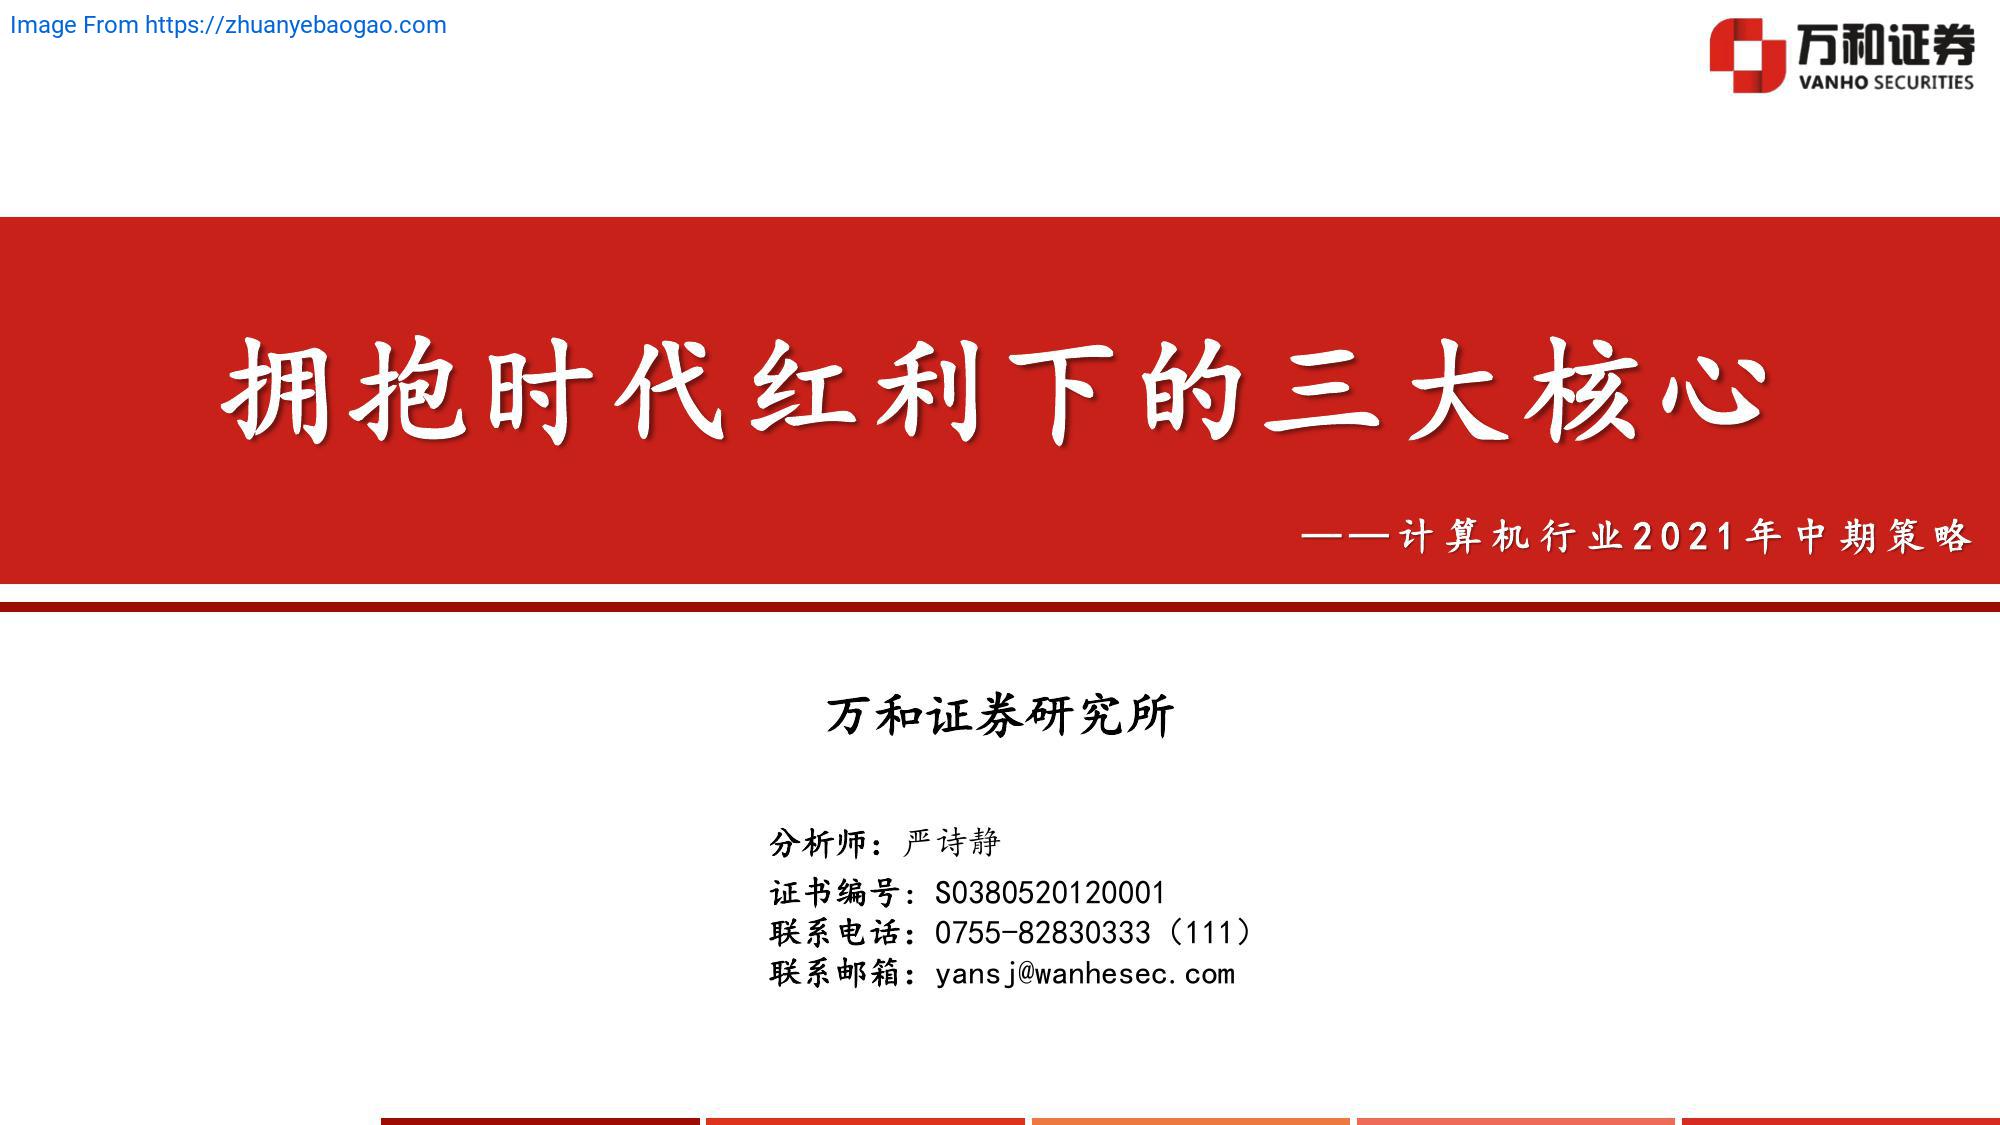 Image From https://zhuanyebaogao.com
万和证券
VANHO SECURITIES
拥抱时代红利下的三大核心
——计算机行业2021年中期策略
万和证券研究所
分析师：严诗静
证书编号：S0380520120001
联系电话：0755-82830333（111）
联系邮箱：yansj@wanhesec.com